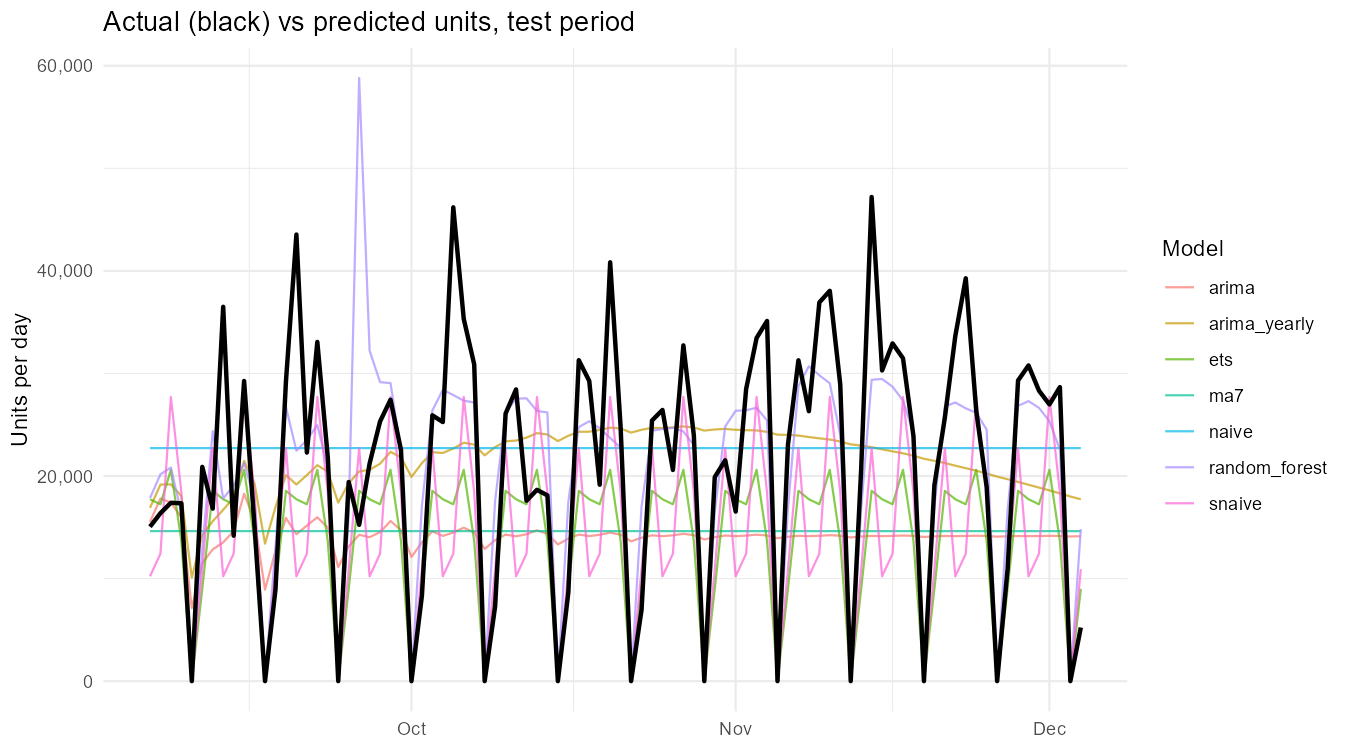 Actual (black) vs predicted units, test period
Units per day
60,000
40,000
20,000
0
Oct
Nov
Dec
Model
arima
arima_yearly
ets
ma7
naive
random_forest
snaive